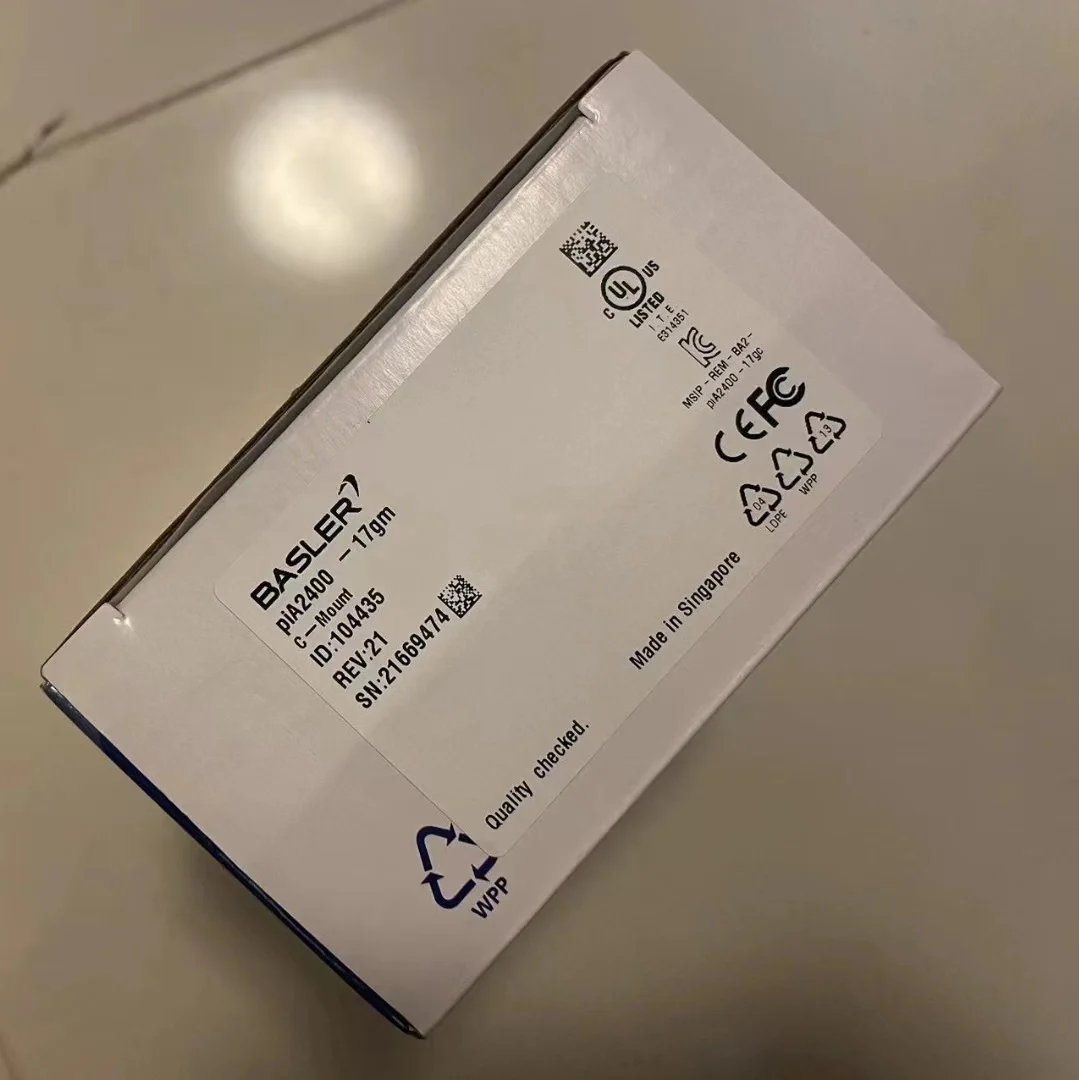 BASLER
piA2400 - 17gm
C-Mount
ID:104435
REV:21
SN:21669474
C UL US
LISTED
I.T.E
E314351
MSIP-REM-BA2-
piA2400-17gc
CE FC
04
LDPE
WPP
13
Made in Singapore
Quality checked.
WPP